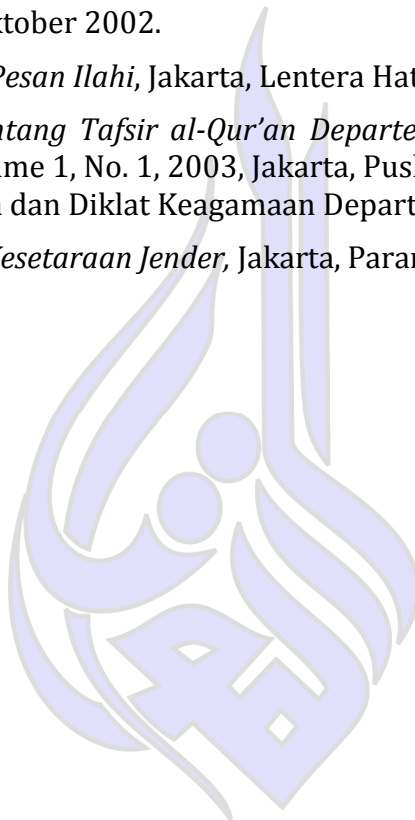 ktober 2002.
Pesan Ilahi, Jakarta, Lentera Hat
ntang Tafsir al-Qur’an Departe
me 1, No. 1, 2003, Jakarta, Pusl
n dan Diklat Keagamaan Depart
Kesetaraan Jender, Jakarta, Paran